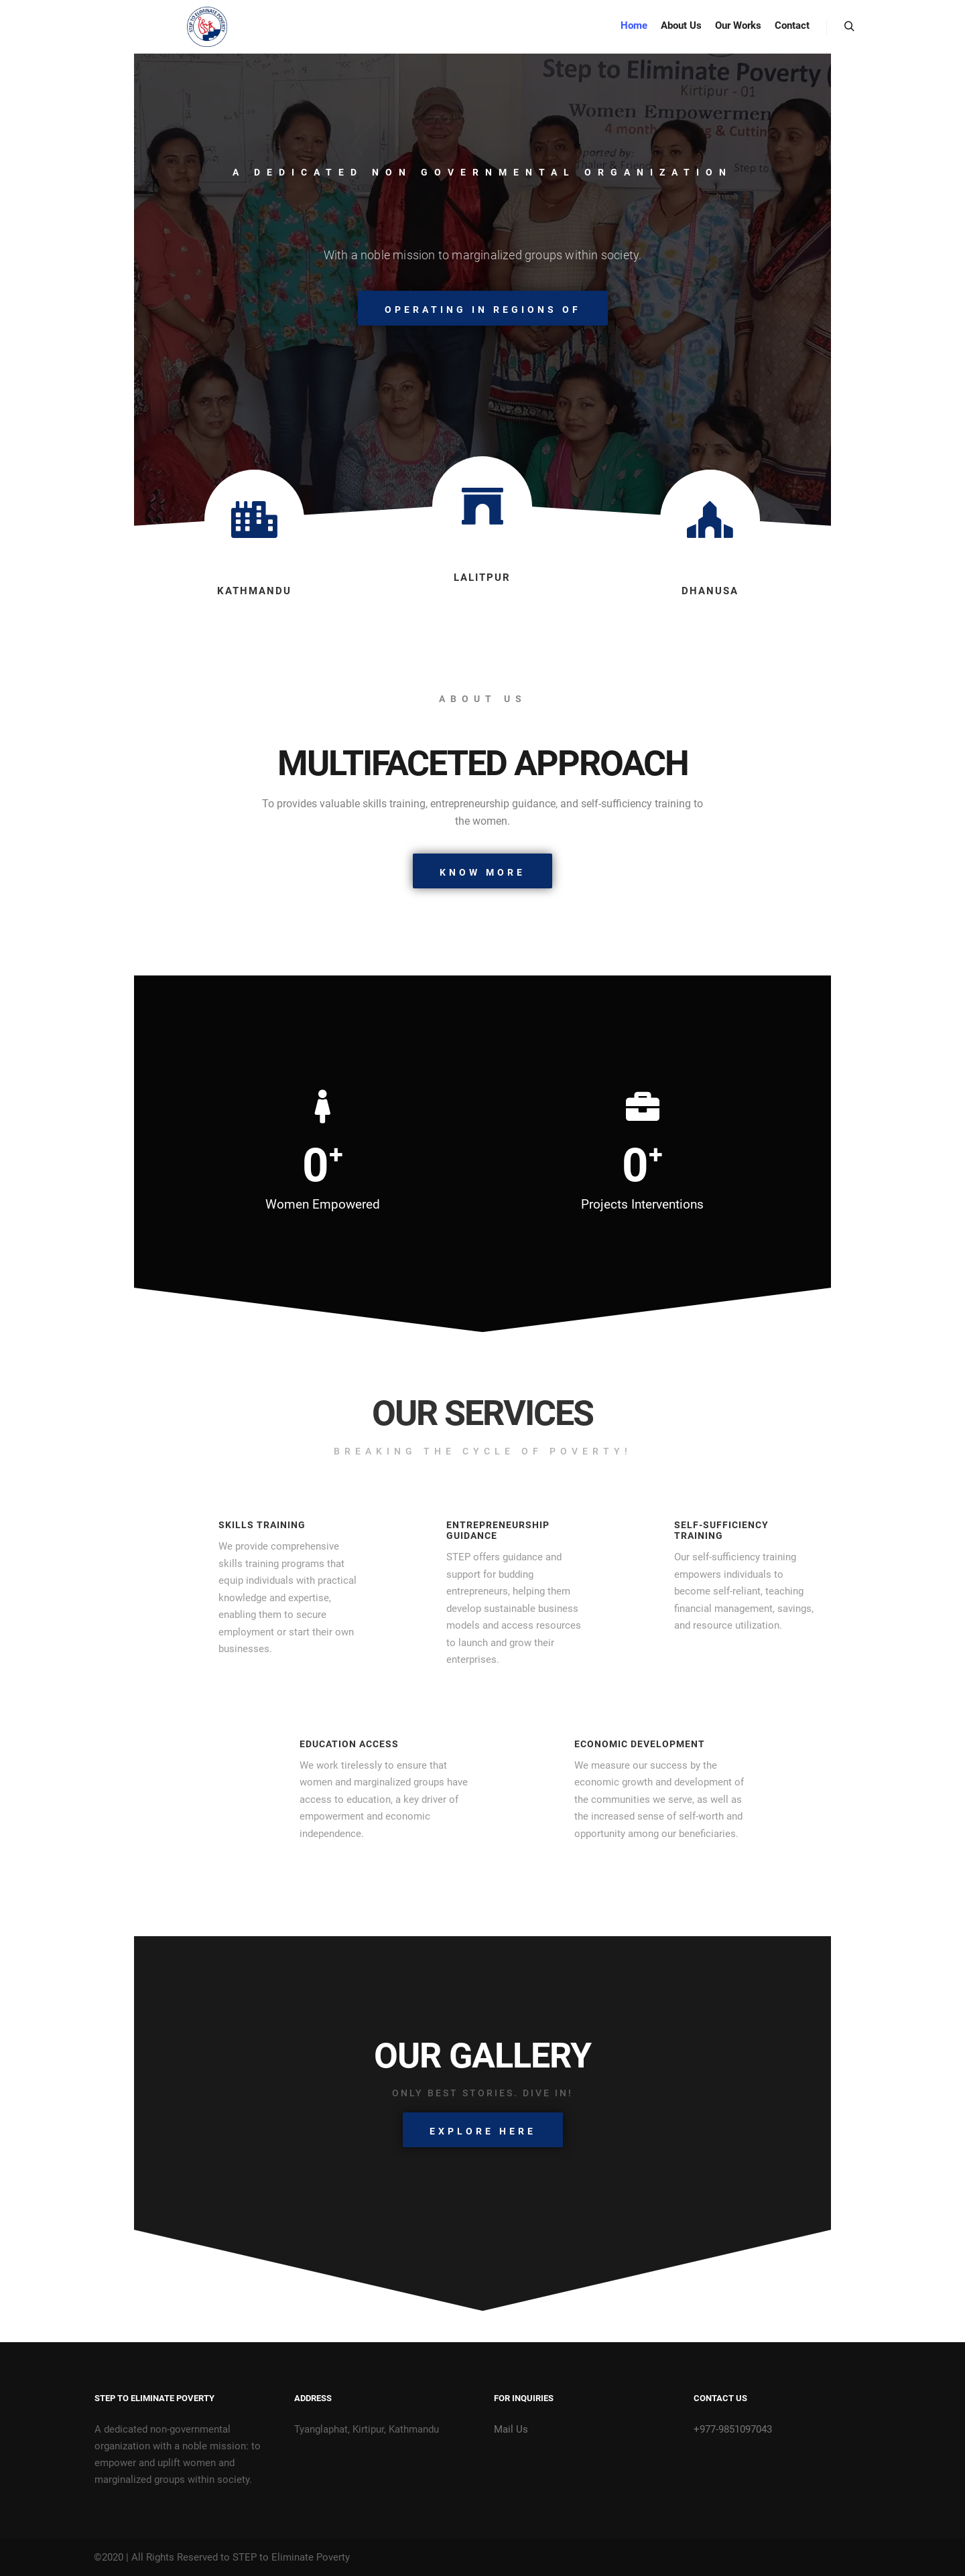 STEP TO ELIMINATE POVERTY
Home About Us Our Works Contact
Step to Eliminate Poverty (
Kirtipur - 01
Women Empowermen
4 month
& Cutting
ported by:
Step to
A DEDICATED NON GOVERNMENTAL ORGANIZATION
With a noble mission to marginalized groups within society.
OPERATING IN REGIONS OF
KATHMANDU
LALITPUR
DHANUSA
ABOUT US
MULTIFACETED APPROACH
To provides valuable skills training, entrepreneurship guidance, and self-sufficiency training to
the women.
KNOW MORE
0+
Women Empowered
0+
Projects Interventions
OUR SERVICES
BREAKING THE CYCLE OF POVERTY!
SKILLS TRAINING
We provide comprehensive
skills training programs that
equip individuals with practical
knowledge and expertise,
enabling them to secure
employment or start their own
businesses.
ENTREPRENEURSHIP
GUIDANCE
STEP offers guidance and
support for budding
entrepreneurs, helping them
develop sustainable business
models and access resources
to launch and grow their
enterprises.
SELF-SUFFICIENCY
TRAINING
Our self-sufficiency training
empowers individuals to
become self-reliant, teaching
financial management, savings,
and resource utilization.
EDUCATION ACCESS
We work tirelessly to ensure that
women and marginalized groups have
access to education, a key driver of
empowerment and economic
independence.
ECONOMIC DEVELOPMENT
We measure our success by the
economic growth and development of
the communities we serve, as well as
the increased sense of self-worth and
opportunity among our beneficiaries.
OUR GALLERY
ONLY BEST STORIES. DIVE IN!
EXPLORE HERE
STEP TO ELIMINATE POVERTY
A dedicated non-governmental
organization with a noble mission: to
empower and uplift women and
marginalized groups within society.
ADDRESS
Tyanglaphat, Kirtipur, Kathmandu
FOR INQUIRIES
Mail Us
CONTACT US
+977-9851097043
©2020 | All Rights Reserved to STEP to Eliminate Poverty